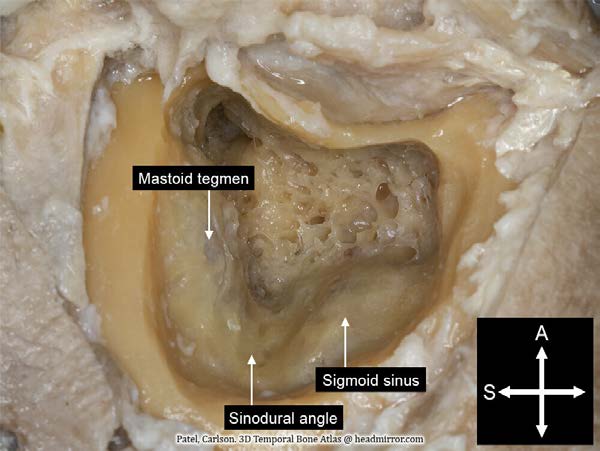 Mastoid tegmen
A
S
Sigmoid sinus
Sinodural angle
Patel, Carlson. 3D Temporal Bone Atlas @ headmirror.com